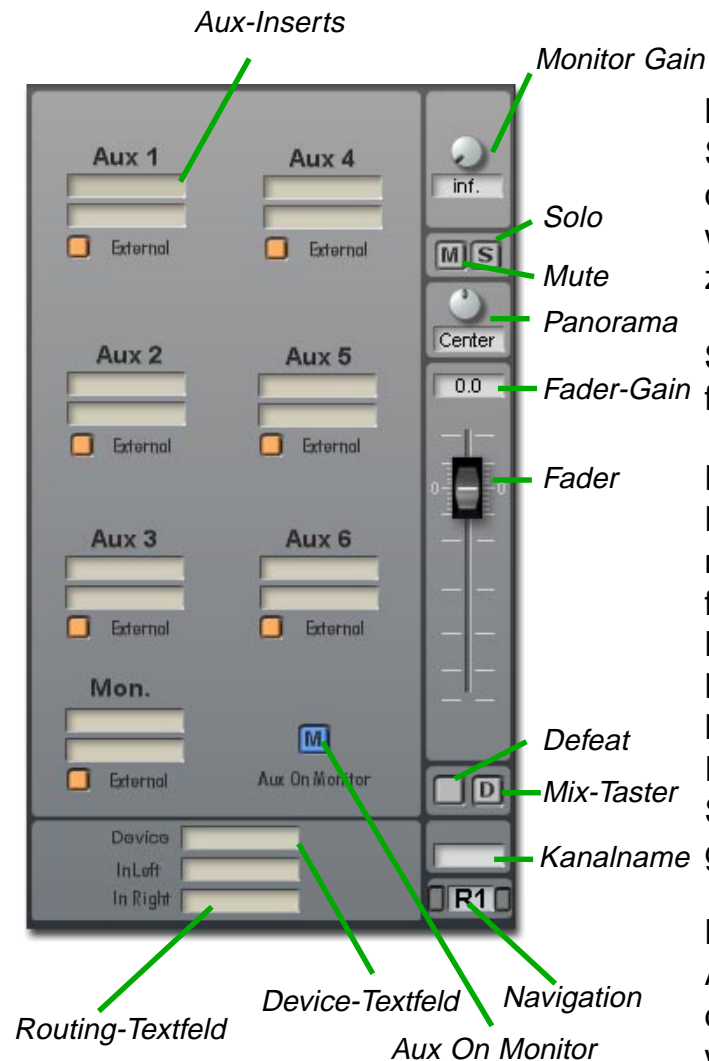 Aux-Inserts
Monitor Gain
Aux 1
Aux 4
inf.
External
External
Solo
M S
Mute
Panorama
Center
Aux 2
Aux 5
0.0
Fader-Gain
External
External
Fader
0 0
Aux 3
Aux 6
External
External
Mon.
M
Defeat
External
Aux On Monitor
D
Mix-Taster
Device
InLeft
Kanalname
In Right
R1
Device-Textfeld
Navigation
Routing-Textfeld
Aux On Monitor